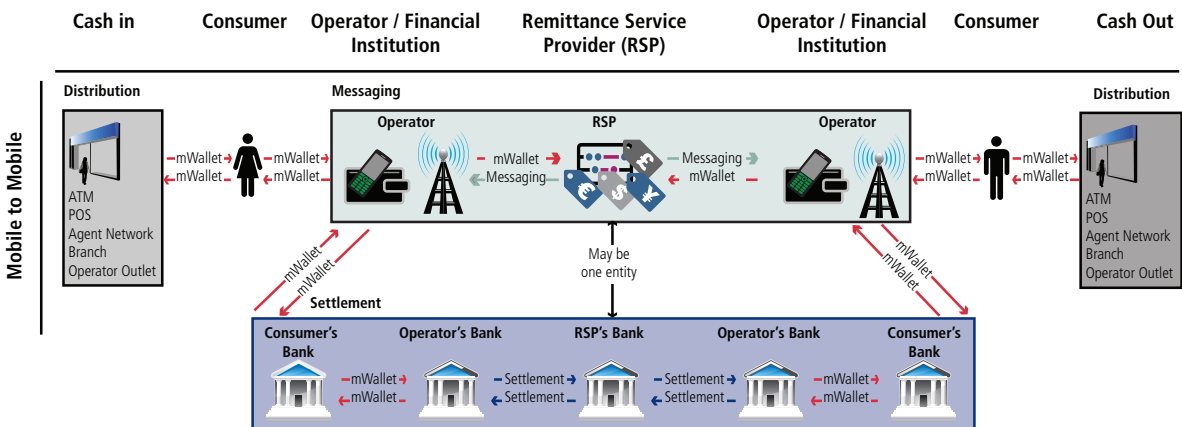 Cash in
Consumer
Operator / Financial
Institution
Remittance Service
Provider (RSP)
Operator / Financial
Institution
Consumer
Cash Out
Mobile to Mobile
Distribution
ATM
POS
Agent Network
Branch
Operator Outlet
mWallet
mWallet
mWallet
mWallet
Messaging
Operator
RSP
Operator
mWallet
Messaging
£
€
$
¥
Messaging
mWallet
mWallet
mWallet
mWallet
mWallet
Distribution
ATM
POS
Agent Network
Branch
Operator Outlet
mWallet
mWallet
May be
one entity
mWallet
mWallet
Settlement
Consumer's
Bank
Operator's Bank
RSP's Bank
Operator's Bank
Consumer's
Bank
mWallet
mWallet
Settlement
Settlement
Settlement
Settlement
mWallet
mWallet